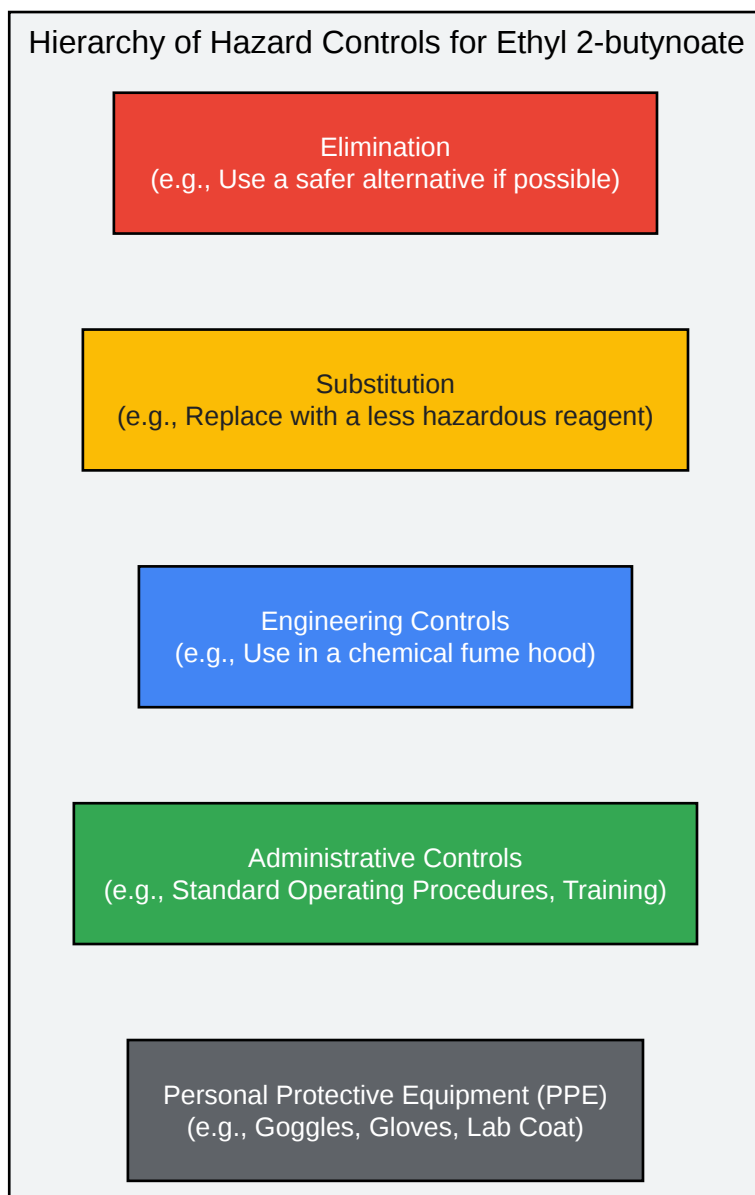 Hierarchy of Hazard Controls for Ethyl 2-butynoate
Elimination
(e.g., Use a safer alternative if possible)
Substitution
(e.g., Replace with a less hazardous reagent)
Engineering Controls
(e.g., Use in a chemical fume hood)
Administrative Controls
(e.g., Standard Operating Procedures, Training)
Personal Protective Equipment (PPE)
(e.g., Goggles, Gloves, Lab Coat)